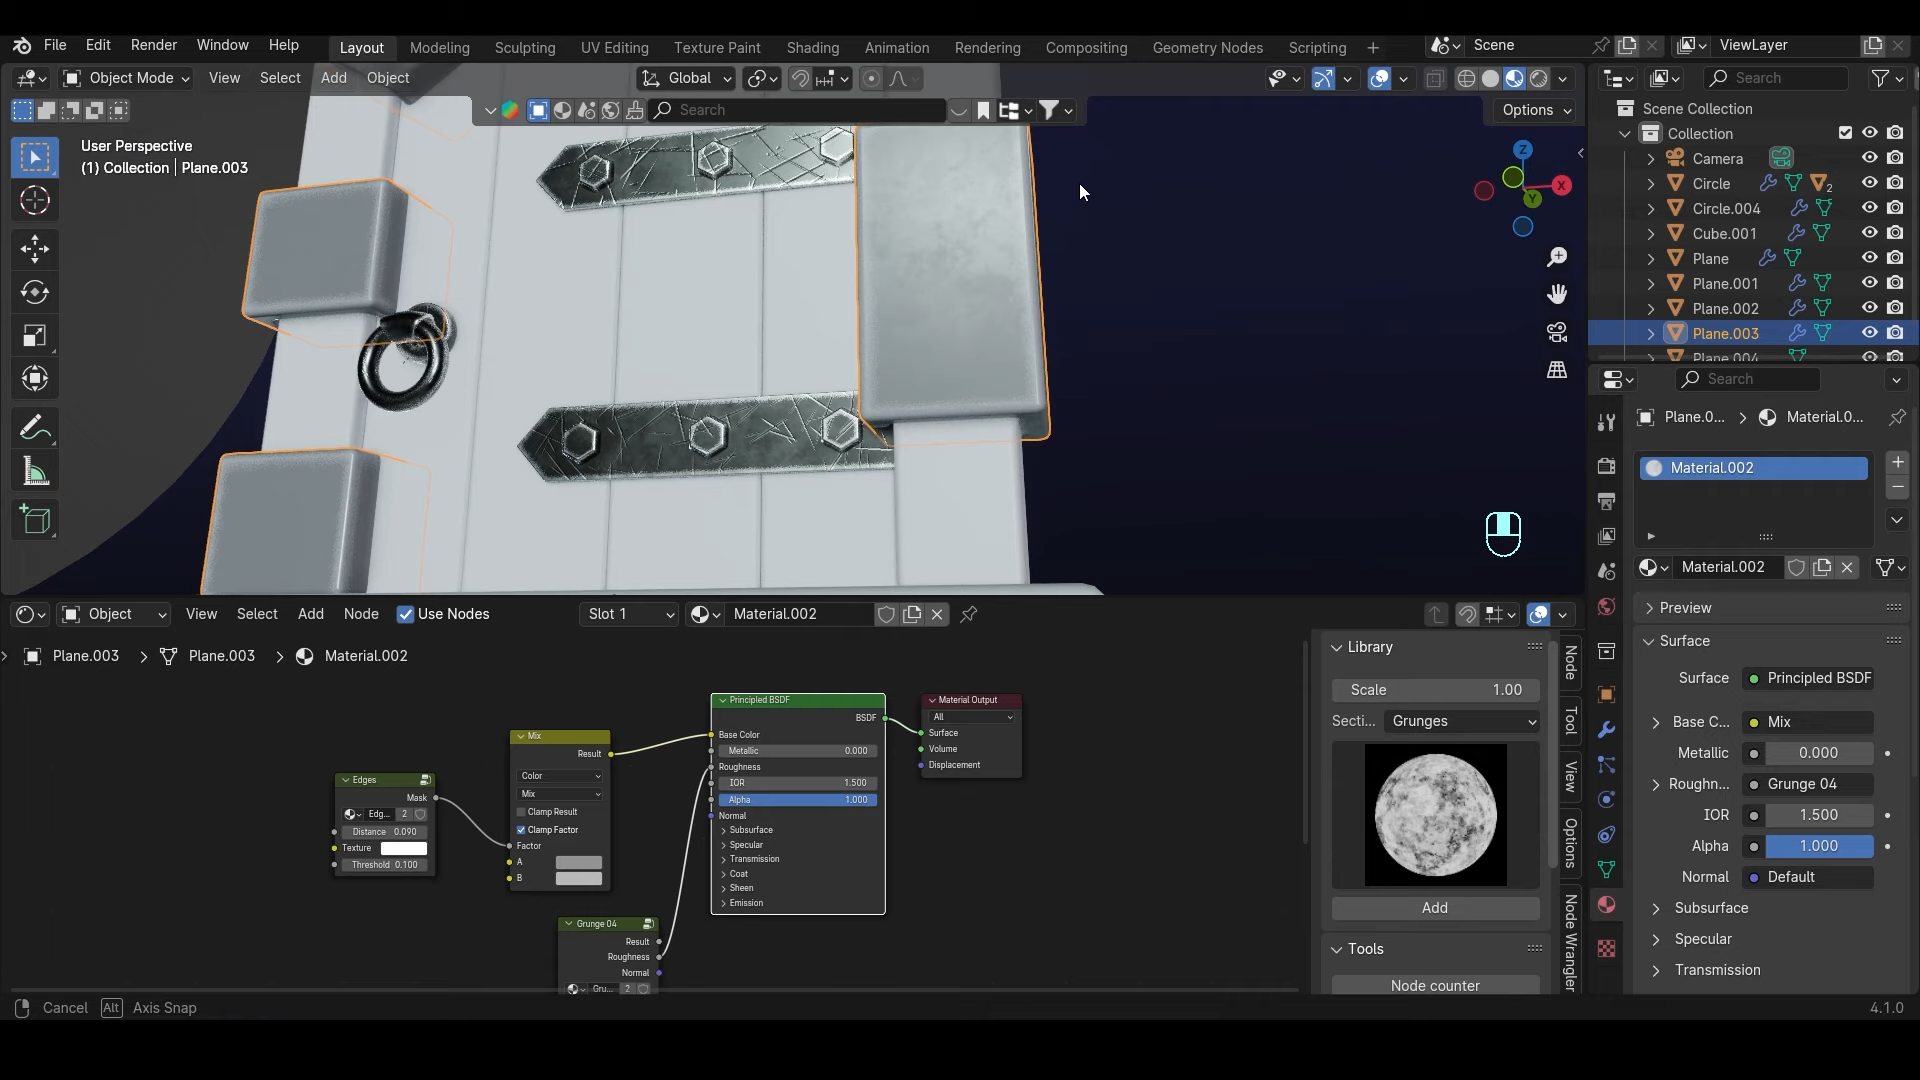 File Edit Render Window Help Layout Modeling Sculpting UV Editing Texture Paint Shading Animation Rendering Compositing Geometry Nodes Scripting + Scene ViewLayer
Object Mode View Select Add Object Global Search
Search Options
User Perspective
(1) Collection | Plane.003
Z
X
Y
Scene Collection
Collection
Camera
Circle 2
Circle.004
Cube.001
Plane
Plane.001
Plane.002
Plane.003
Plane.004
Search
Plane.0... > Material.0...
Material.002
Material.002
Preview
Surface
Surface Principled BSDF
Base C... Mix
Metallic 0.000
Roughn... Grunge 04
IOR 1.500
Alpha 1.000
Normal Default
Subsurface
Specular
Transmission
Object View Select Add Node Use Nodes Slot 1 Material.002
Plane.003 > Plane.003 > Material.002
Edges
Mask
Edg... 2
Distance 0.090
Texture
Threshold 0.100
Mix
Result
Color
Mix
Clamp Result
Clamp Factor
Factor
A
B
Grunge 04
Result
Roughness
Normal
Gru... 2
Principled BSDF
BSDF
Base Color
Metallic 0.000
Roughness
IOR 1.500
Alpha 1.000
Normal
Subsurface
Specular
Transmission
Coat
Sheen
Emission
Material Output
All
Surface
Volume
Displacement
Library
Scale 1.00
Secti... Grunges
Add
Tools
Node counter
Node
Tool
View
Options
Node Wrangler
Cancel Alt Axis Snap 4.1.0